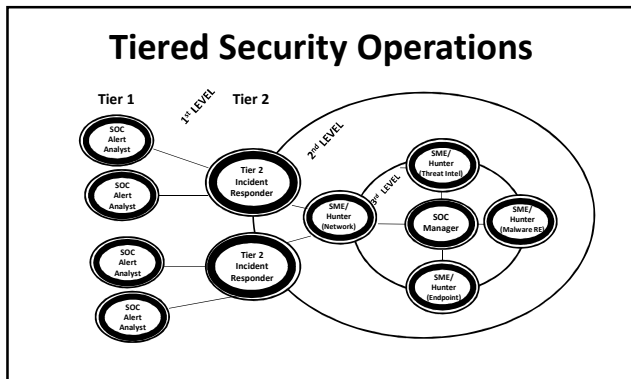 Tiered Security Operations
Tier 1
1st LEVEL
Tier 2
2nd LEVEL
3rd LEVEL
SOC
Alert
Analyst
SOC
Alert
Analyst
SOC
Alert
Analyst
SOC
Alert
Analyst
Tier 2
Incident
Responder
Tier 2
Incident
Responder
SME/
Hunter
(Network)
SME/
Hunter
(Threat Intel)
SOC
Manager
SME/
Hunter
(Malware RE)
SME/
Hunter
(Endpoint)